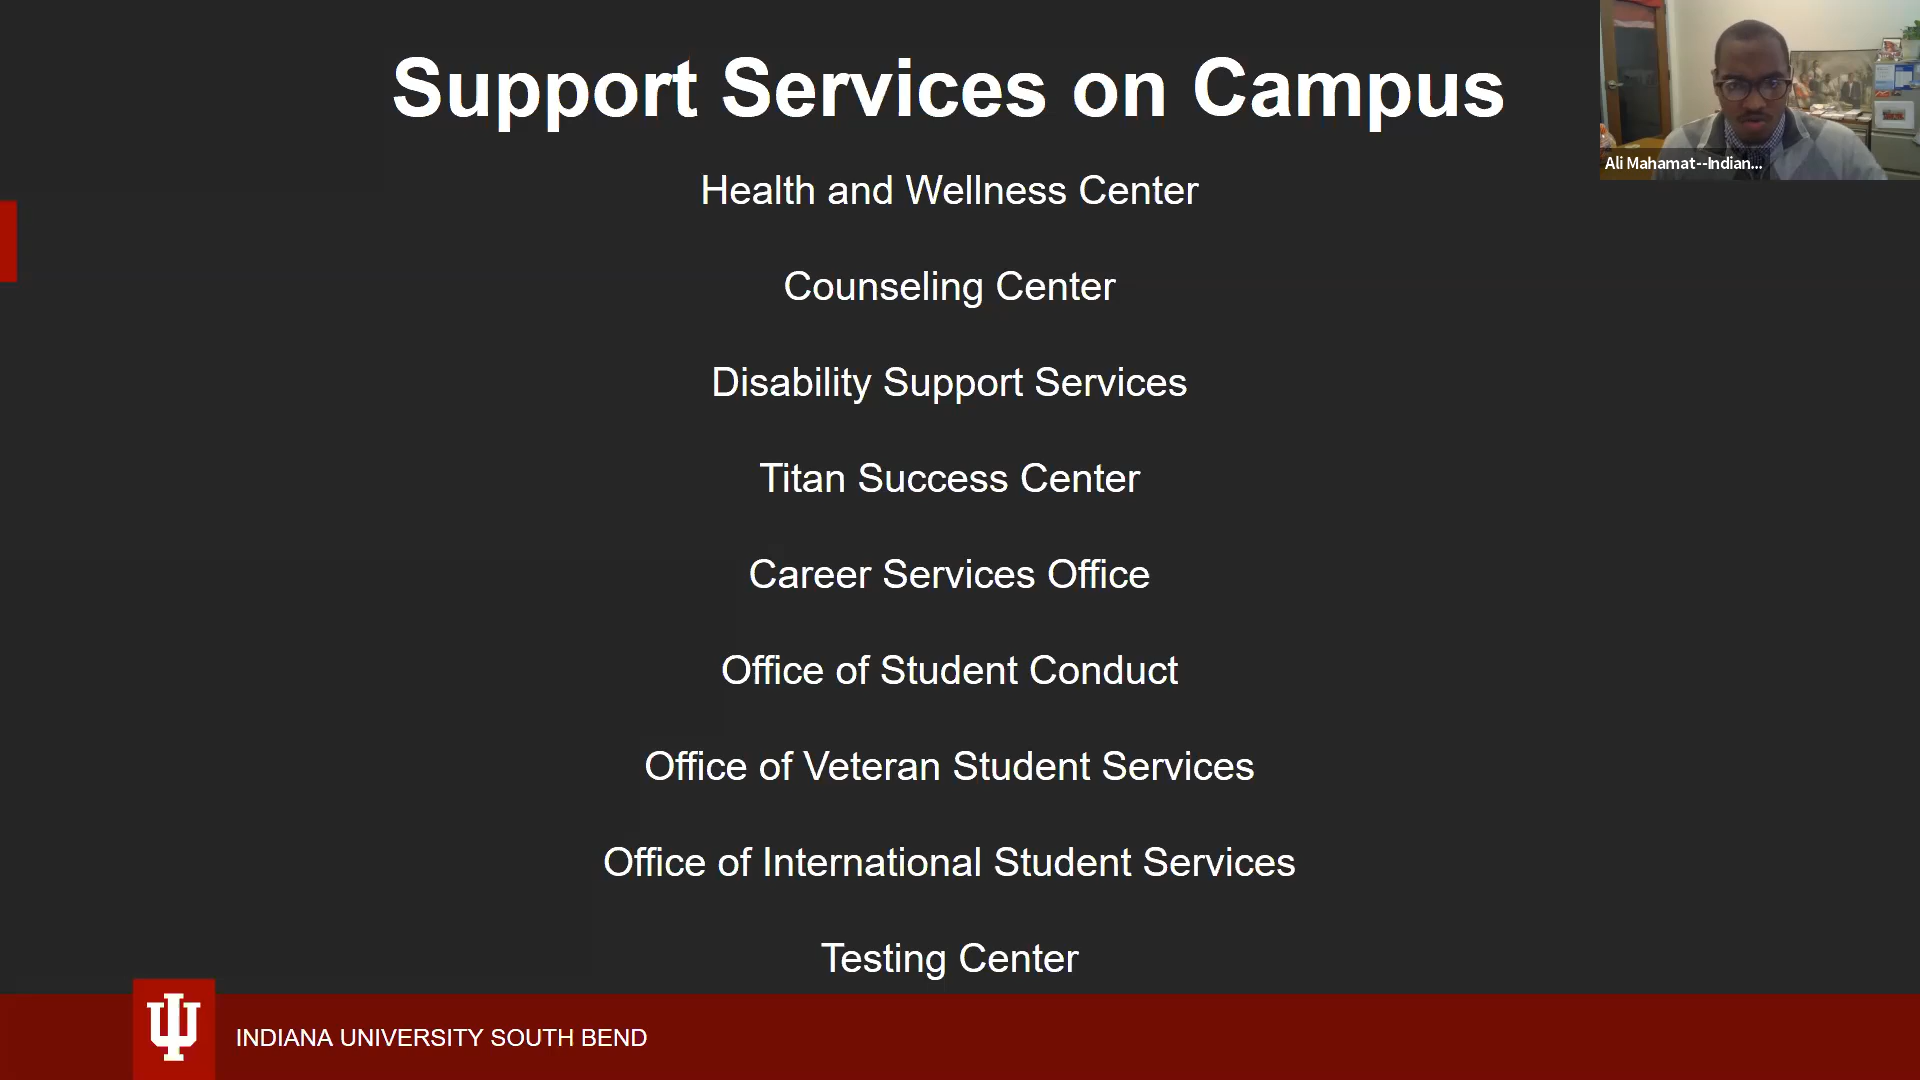 Support Services on Campus
Ali Mahamat--Indian...
Health and Wellness Center
Counseling Center
Disability Support Services
Titan Success Center
Career Services Office
Office of Student Conduct
Office of Veteran Student Services
Office of International Student Services
Testing Center
INDIANA UNIVERSITY SOUTH BEND